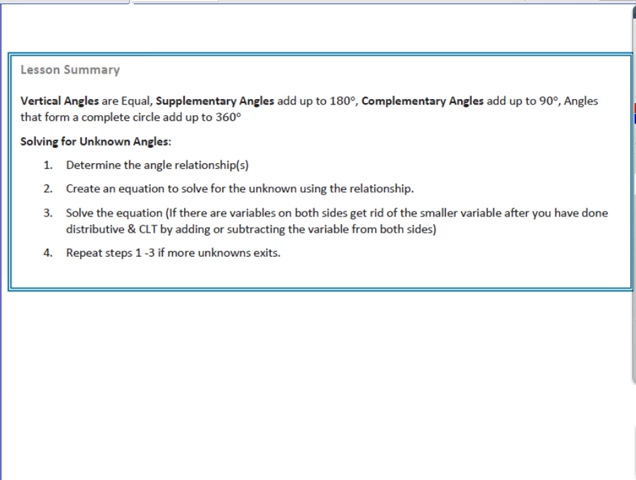 Lesson Summary
Vertical Angles are Equal, Supplementary Angles add up to 180°, Complementary Angles add up to 90°, Angles
that form a complete circle add up to 360°
Solving for Unknown Angles:
1. Determine the angle relationship(s)
2. Create an equation to solve for the unknown using the relationship.
3. Solve the equation (If there are variables on both sides get rid of the smaller variable after you have done
distributive & CLT by adding or subtracting the variable from both sides)
4. Repeat steps 1 -3 if more unknowns exits.